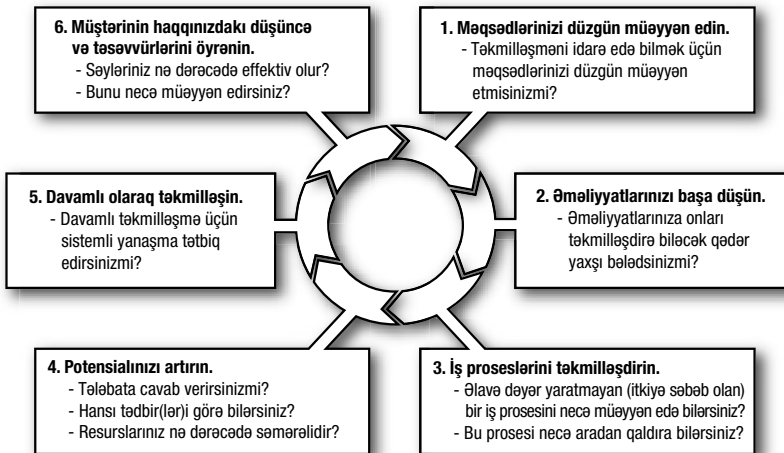 1. Məqsədlərinizi düzgün müəyyən edin.
- Təkmilləşməni idarə edə bilmək üçün
məqsədlərinizi düzgün müəyyən
etmisinizmi?
2. Əməliyyatlarınızı başa düşün.
- Əməliyyatlarınıza onları
təkmilləşdirə biləcək qədər
yaxşı bələdsinizmi?
3. İş proseslərini təkmilləşdirin.
- Əlavə dəyər yaratmayan (itkiyə səbəb olan)
bir iş prosesini necə müəyyən edə bilərsiniz?
- Bu prosesi necə aradan qaldıra bilərsiniz?
4. Potensialınızı artırın.
- Tələbata cavab verirsinizmi?
- Hansı tədbir(lər)i görə bilərsiniz?
- Resurslarınız nə dərəcədə səmərəlidir?
5. Davamlı olaraq təkmilləşin.
- Davamlı təkmilləşmə üçün
sistemli yanaşma tətbiq
edirsinizmi?
6. Müştərinin haqqınızdakı düşüncə
və təsəvvürlərini öyrənin.
- Səyləriniz nə dərəcədə effektiv olur?
- Bunu necə müəyyən edirsiniz?